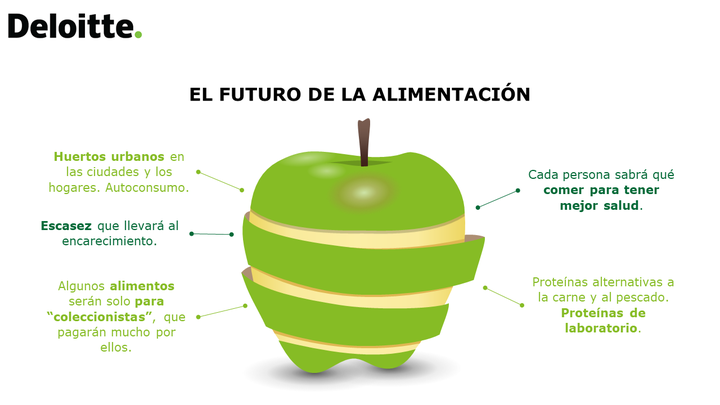 Deloitte.
EL FUTURO DE LA ALIMENTACIÓN
Huertos urbanos en
las ciudades y los
hogares. Autoconsumo.
Escasez que llevará al
encarecimiento.
Algunos alimentos
serán solo para
“coleccionistas”, que
pagarán mucho por
ellos.
Cada persona sabrá qué
comer para tener
mejor salud.
Proteínas alternativas a
la carne y al pescado.
Proteínas de
laboratorio.